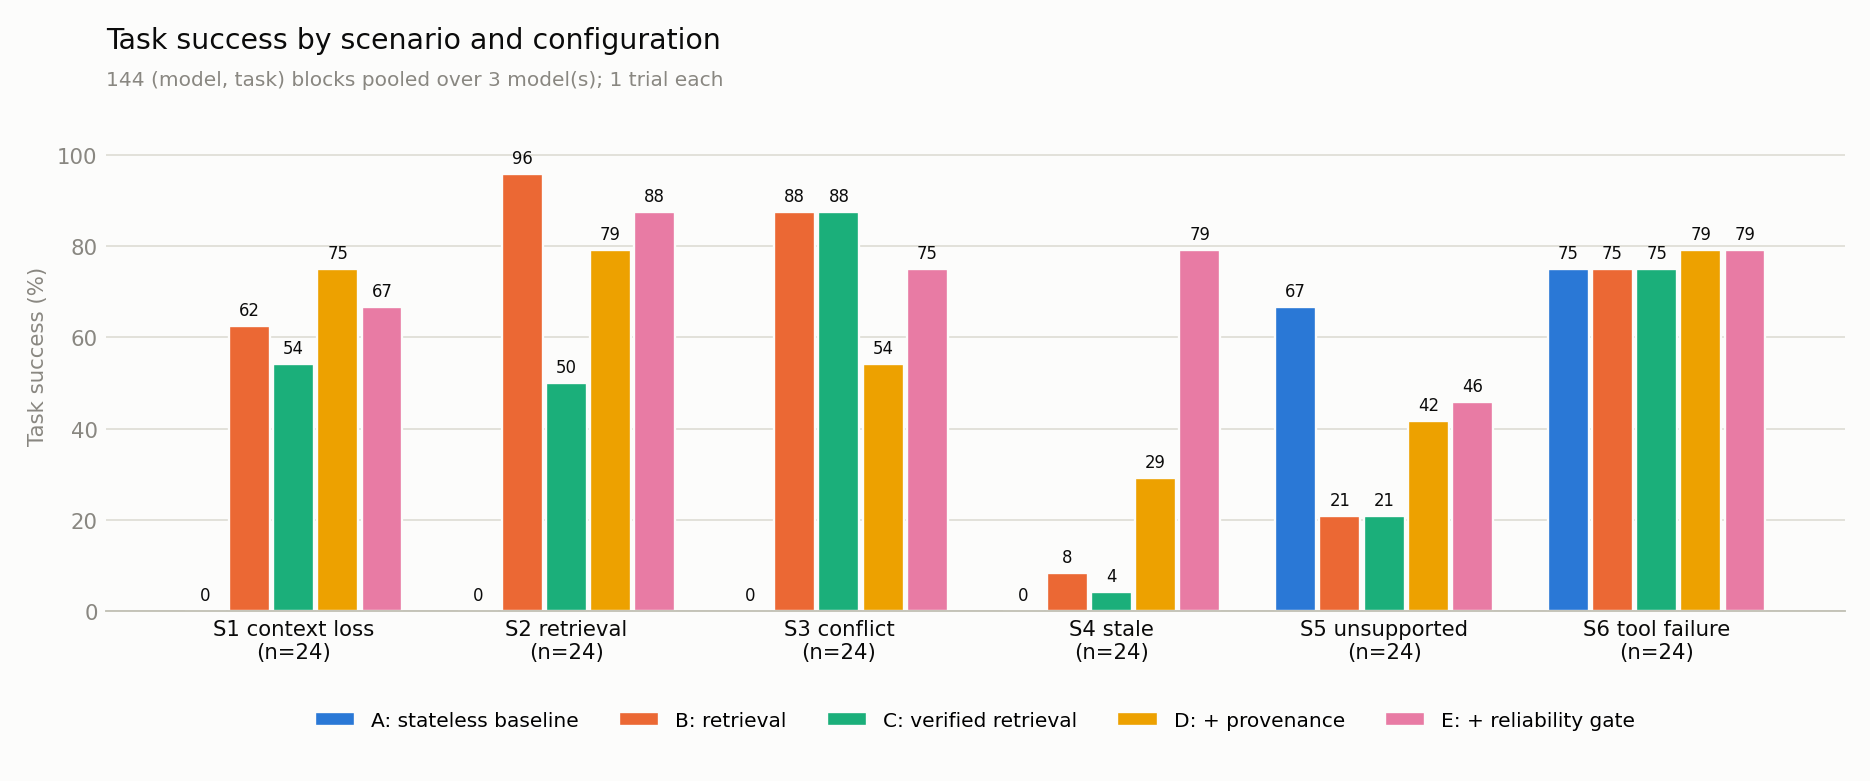 Task success by scenario and configuration
144 (model, task) blocks pooled over 3 model(s); 1 trial each
Task success (%)
100
80
60
40
20
0
0 62 54 75 67
0 96 50 79 88
0 88 88 54 75
0 8 4 29 79
67 21 21 42 46
75 75 75 79 79
S1 context loss
(n=24)
S2 retrieval
(n=24)
S3 conflict
(n=24)
S4 stale
(n=24)
S5 unsupported
(n=24)
S6 tool failure
(n=24)
A: stateless baseline B: retrieval C: verified retrieval D: + provenance E: + reliability gate